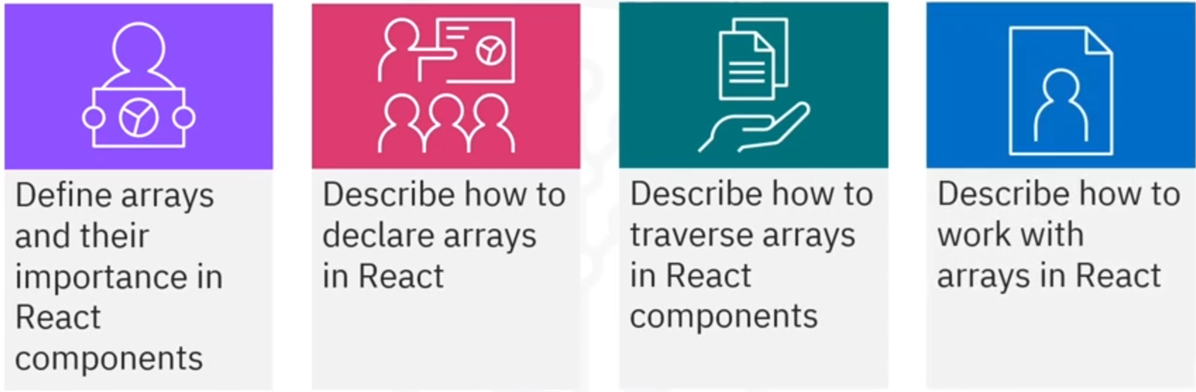 Define arrays
and their
importance in
React
components
Describe how to
declare arrays
in React
Describe how to
traverse arrays
in React
components
Describe how to
work with
arrays in React